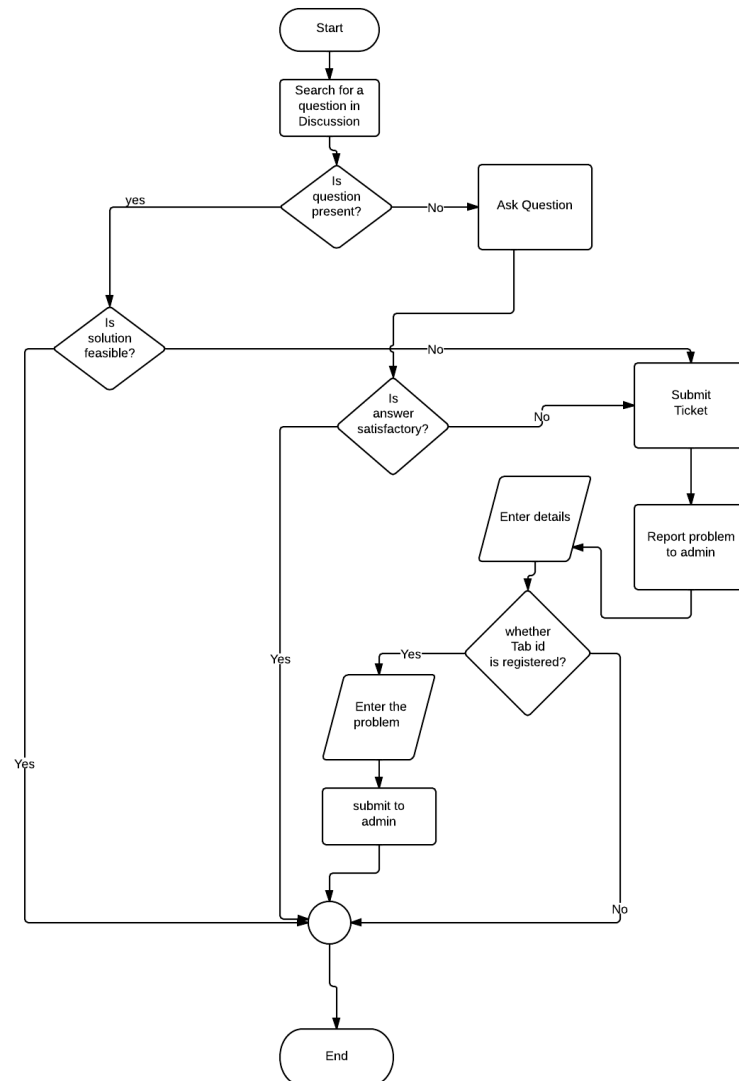 Start
Search for a
question in
Discussion
Is
question
present?
yes
No
Ask Question
Is
solution
feasible?
No
Is
answer
satisfactory?
No
Submit
Ticket
Enter details
Report problem
to admin
whether
Tab id
is registered?
Yes
Yes
Enter the
problem
Yes
submit to
admin
No
End